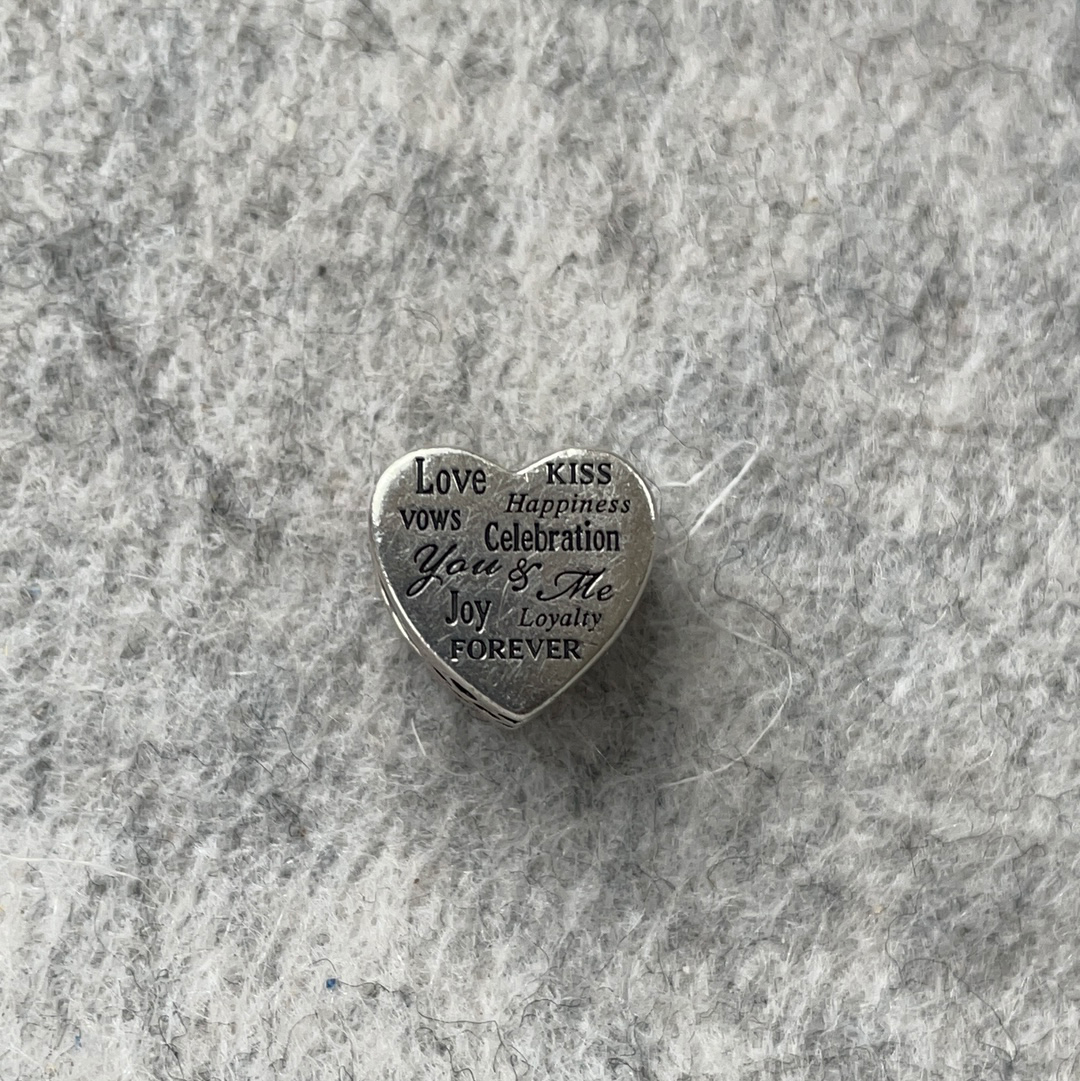 Love KISS
Happiness
vows
Celebration
You & Me
Joy Loyalty
FOREVER